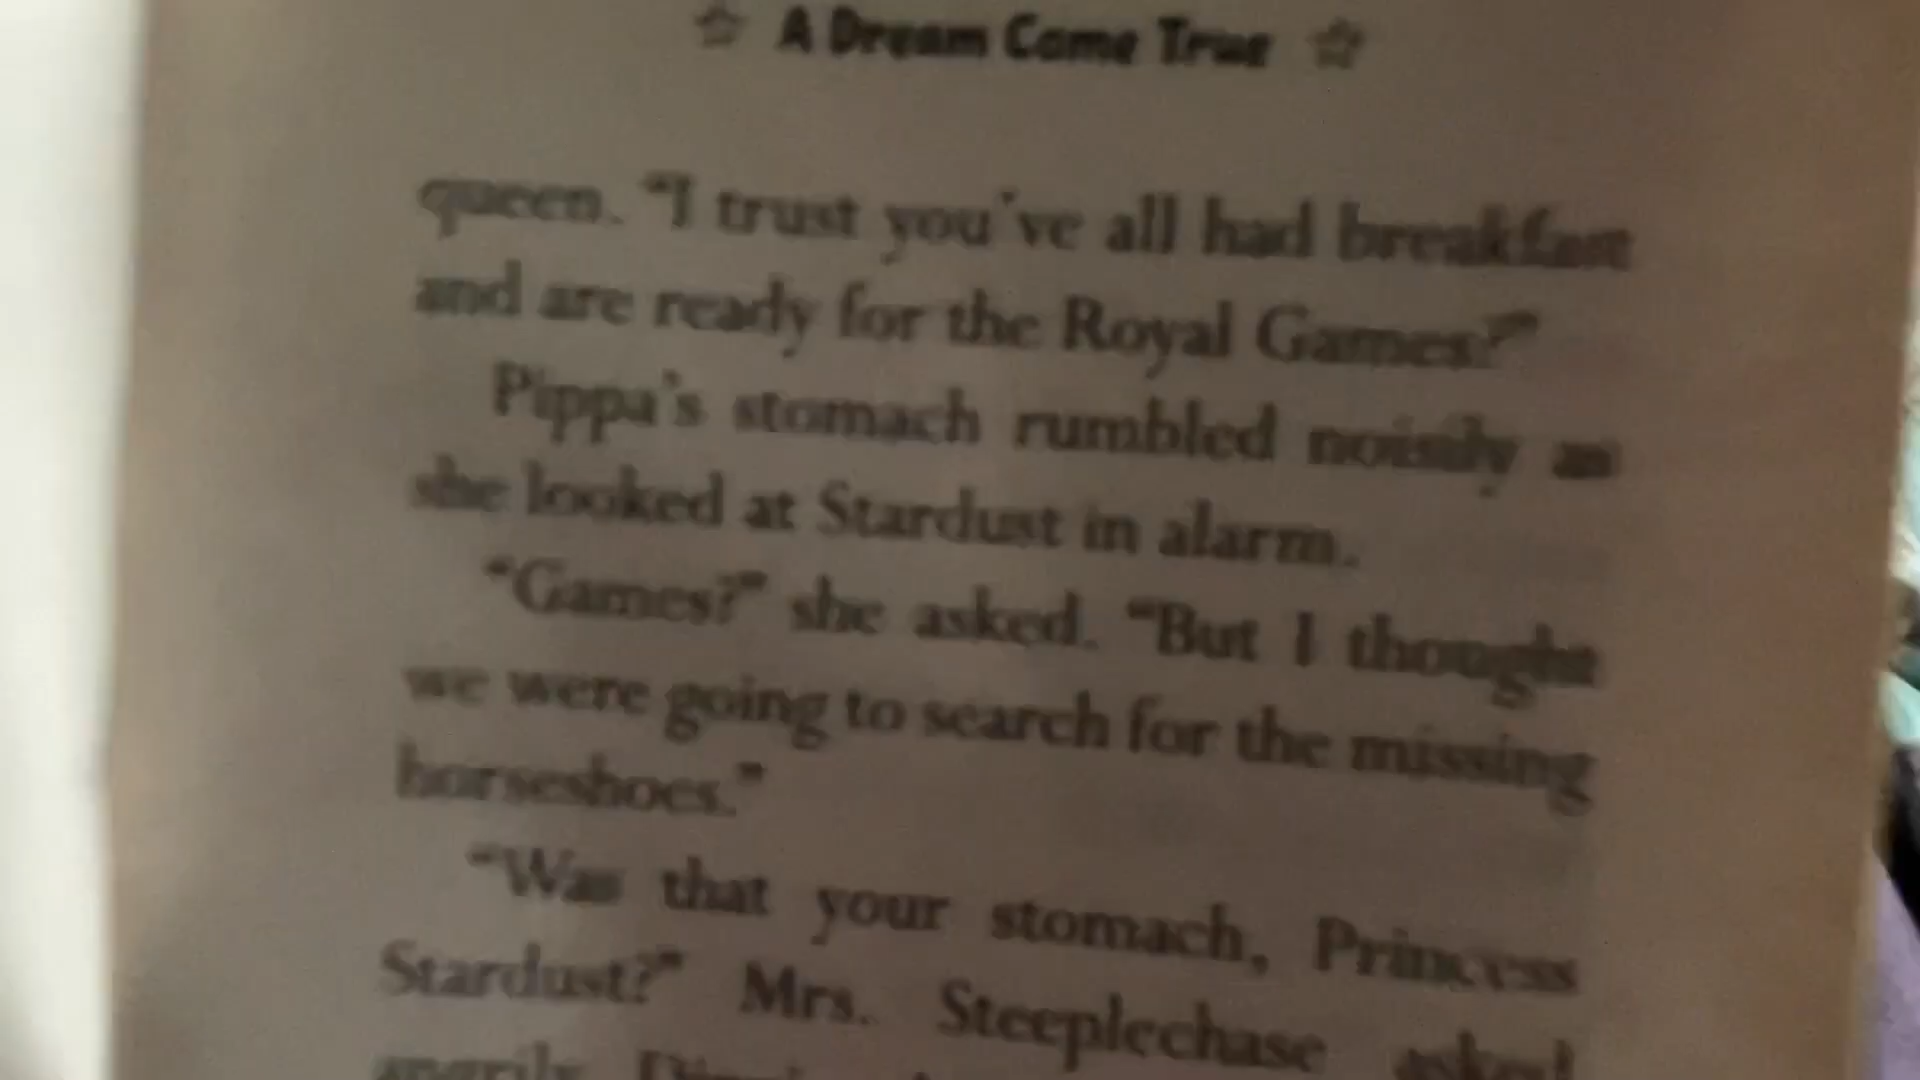 ☆ A Dream Come True ☆
queen. “I trust you’ve all had breakfast
and are ready for the Royal Games?”
Pippa’s stomach rumbled noisily as
she looked at Stardust in alarm.
“Games?” she asked. “But I thought
we were going to search for the missing
horseshoes.”
“Was that your stomach, Princess
Stardust?” Mrs. Steeplechase asked
angrily.